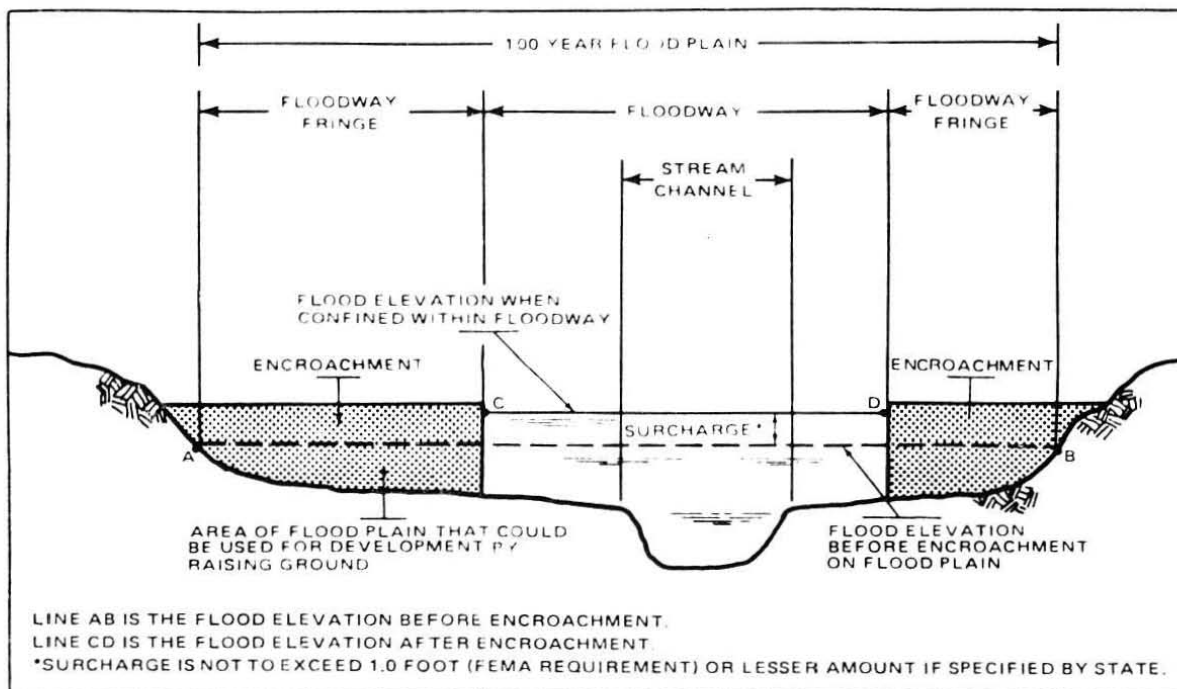 100 YEAR FLOOD PLAIN
FLOODWAY
FRINGE
FLOODWAY
FLOODWAY
FRINGE
STREAM
CHANNEL
FLOOD ELEVATION WHEN
CONFINED WITHIN FLOODWAY
ENCROACHMENT
ENCROACHMENT
C
D
SURCHARGE*
A
B
AREA OF FLOOD PLAIN THAT COULD
BE USED FOR DEVELOPMENT BY
RAISING GROUND
FLOOD ELEVATION
BEFORE ENCROACHMENT
ON FLOOD PLAIN
LINE AB IS THE FLOOD ELEVATION BEFORE ENCROACHMENT.
LINE CD IS THE FLOOD ELEVATION AFTER ENCROACHMENT.
*SURCHARGE IS NOT TO EXCEED 1.0 FOOT (FEMA REQUIREMENT) OR LESSER AMOUNT IF SPECIFIED BY STATE.